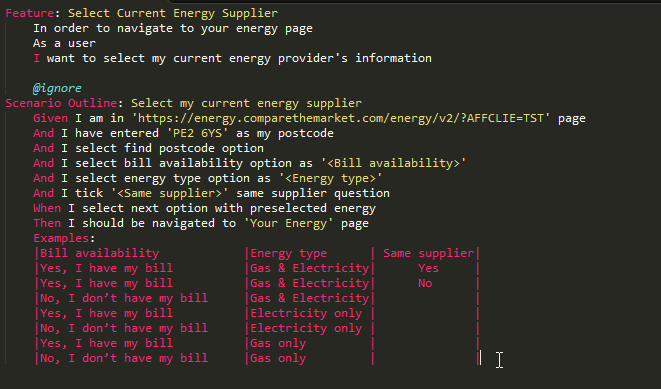 Feature: Select Current Energy Supplier
In order to navigate to your energy page
As a user
I want to select my current energy provider's information
@ignore
Scenario Outline: Select my current energy supplier
Given I am in 'https://energy.comparethemarket.com/energy/v2/?AFFCLIE=TST' page
And I have entered 'PE2 6YS' as my postcode
And I select find postcode option
And I select bill availability option as '<Bill availability>'
And I select energy type option as '<Energy type>'
And I tick '<Same supplier>' same supplier question
When I select next option with preselected energy
Then I should be navigated to 'Your Energy' page
Examples:
|Bill availability |Energy type | Same supplier|
|Yes, I have my bill |Gas & Electricity| Yes |
|Yes, I have my bill |Gas & Electricity| No |
|No, I don’t have my bill |Gas & Electricity| |
|Yes, I have my bill |Electricity only | |
|No, I don’t have my bill |Electricity only | |
|Yes, I have my bill |Gas only | |
|No, I don’t have my bill |Gas only | |